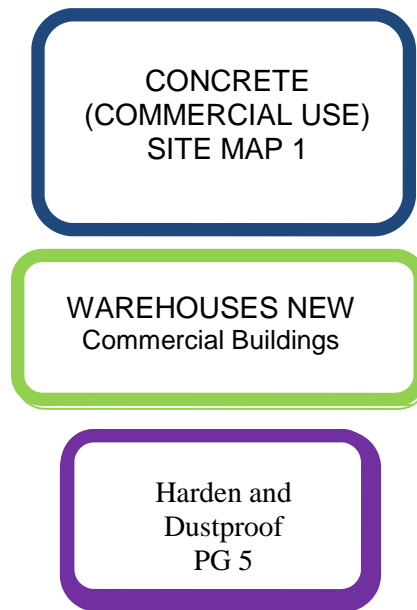 CONCRETE
(COMMERCIAL USE)
SITE MAP 1
WAREHOUSES NEW
Commercial Buildings
Harden and
Dustproof
PG 5